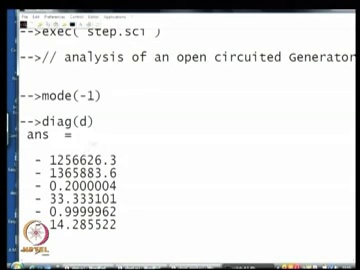 File Edit Preferences Control Editor Applications ?
-->exec( step.sci )
-->// analysis of an open circuited Generator
-->mode(-1)
-->diag(d)
ans =
- 1256626.3
- 1365883.6
- 0.2000004
- 33.333101
- 0.9999962
- 14.285522
NPTEL